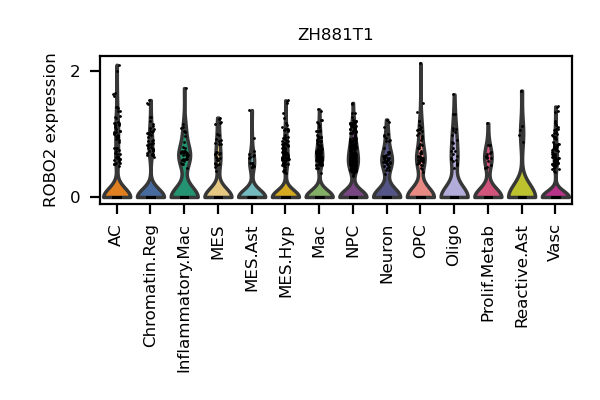 ZH881T1
ROBO2 expression
2
0
AC
Chromatin.Reg
Inflammatory.Mac
MES
MES.Ast
MES.Hyp
Mac
NPC
Neuron
OPC
Oligo
Prolif.Metab
Reactive.Ast
Vasc